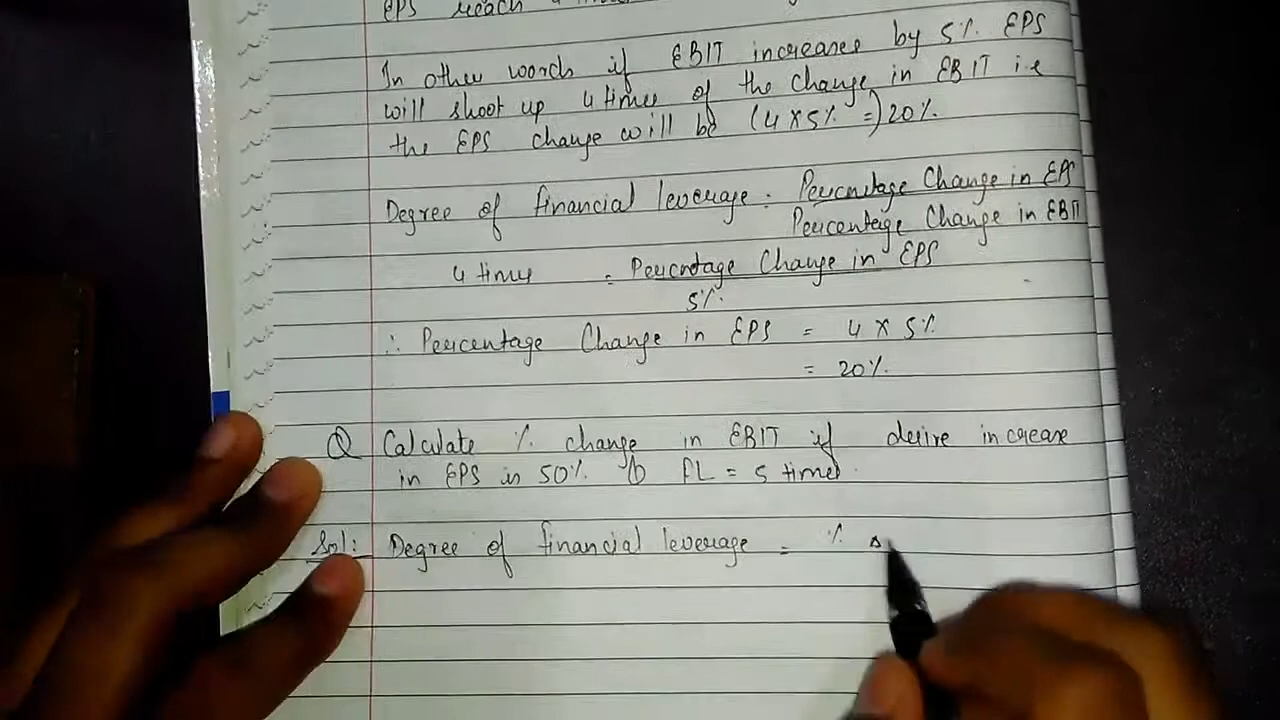 EPS reach
In other words if EBIT increases by 5% EPS
will shoot up 4 times of the change in EBIT i.e
the EPS change will be (4 x 5% =) 20%.
Degree of financial leverage = Percentage Change in EPS
Percentage Change in EBIT
4 times = Percentage Change in EPS
5%
∴ Percentage Change in EPS = 4 x 5%
= 20%.
Q Calculate % change in EBIT if desire increase
in EPS is 50% & FL = 5 times.
Sol:- Degree of financial leverage = % Δ